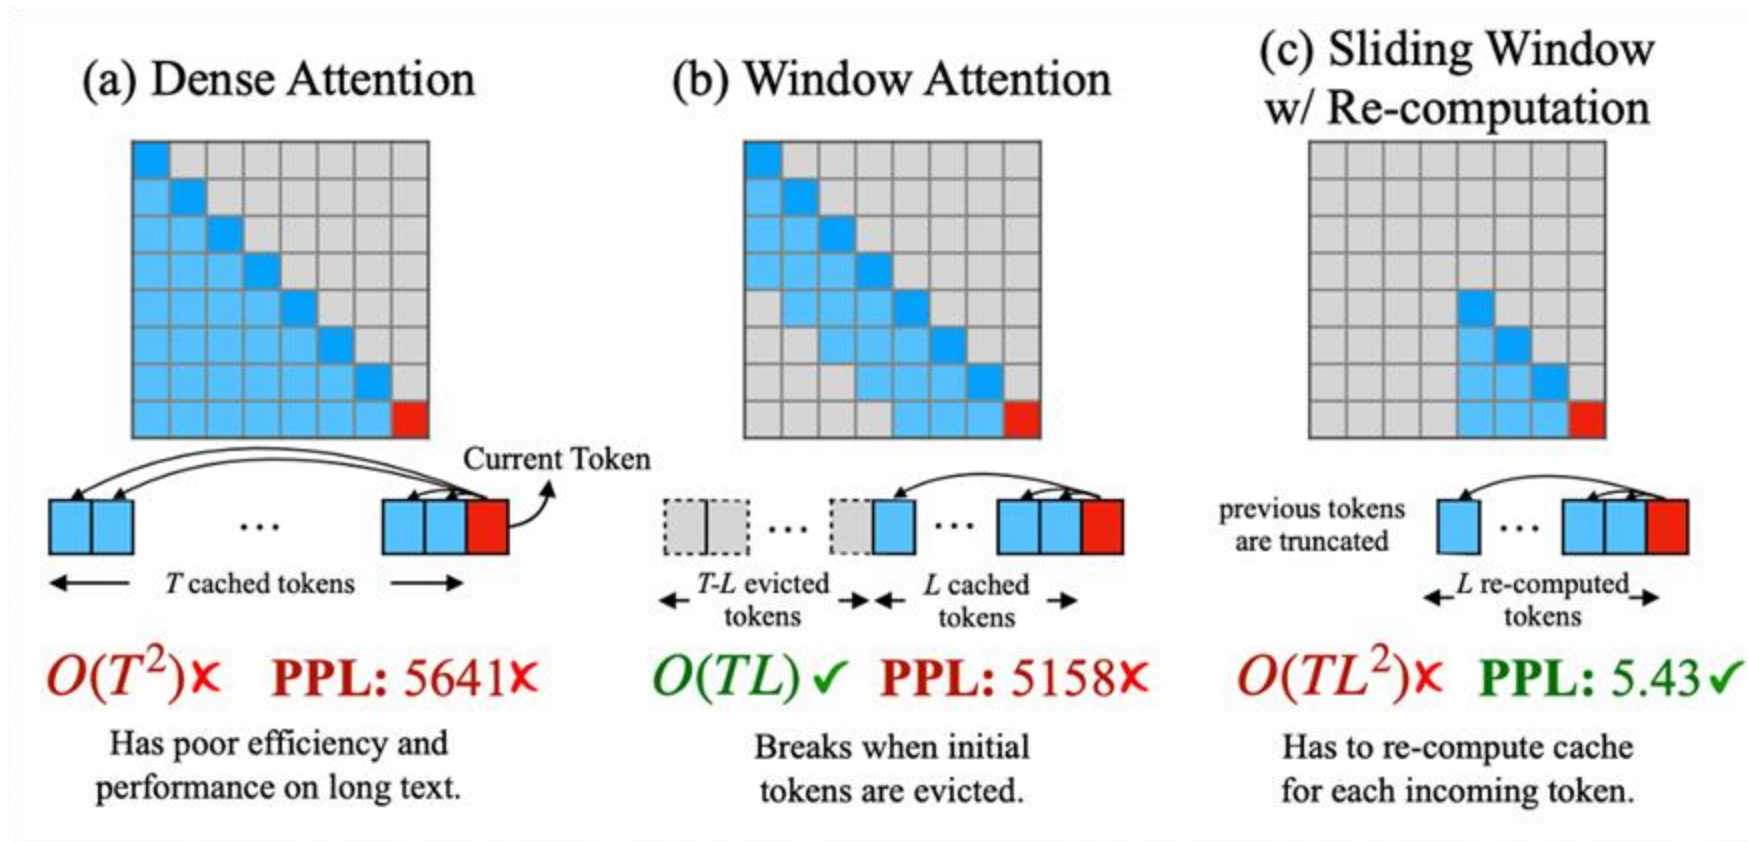 (a) Dense Attention
Current Token
...
T cached tokens
O(T²)✗ PPL: 5641✗
Has poor efficiency and
performance on long text.
(b) Window Attention
... ...
T-L evicted
tokens
L cached
tokens
O(TL)✓ PPL: 5158✗
Breaks when initial
tokens are evicted.
(c) Sliding Window
w/ Re-computation
previous tokens
are truncated
...
L re-computed
tokens
O(TL²)✗ PPL: 5.43✓
Has to re-compute cache
for each incoming token.